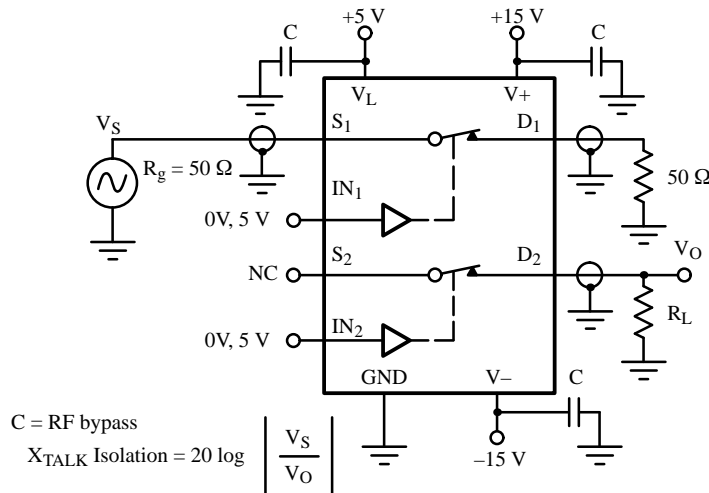 +5 V
+15 V
C
C
V_L
V+
V_S
S_1
D_1
R_g = 50 Ω
50 Ω
IN_1
0V, 5 V
S_2
D_2
V_O
NC
R_L
IN_2
0V, 5 V
GND
V–
C
C = RF bypass
–15 V
X_TALK Isolation = 20 log | V_S / V_O |